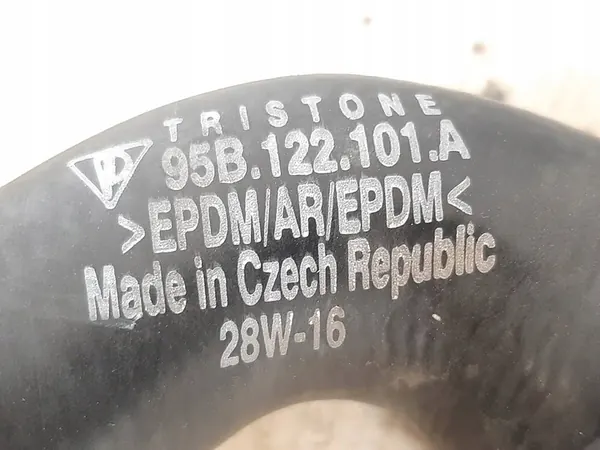 TRISTONE
95B.122.101.A
>EPDM/AR/EPDM<
Made in Czech Republic
28W-16